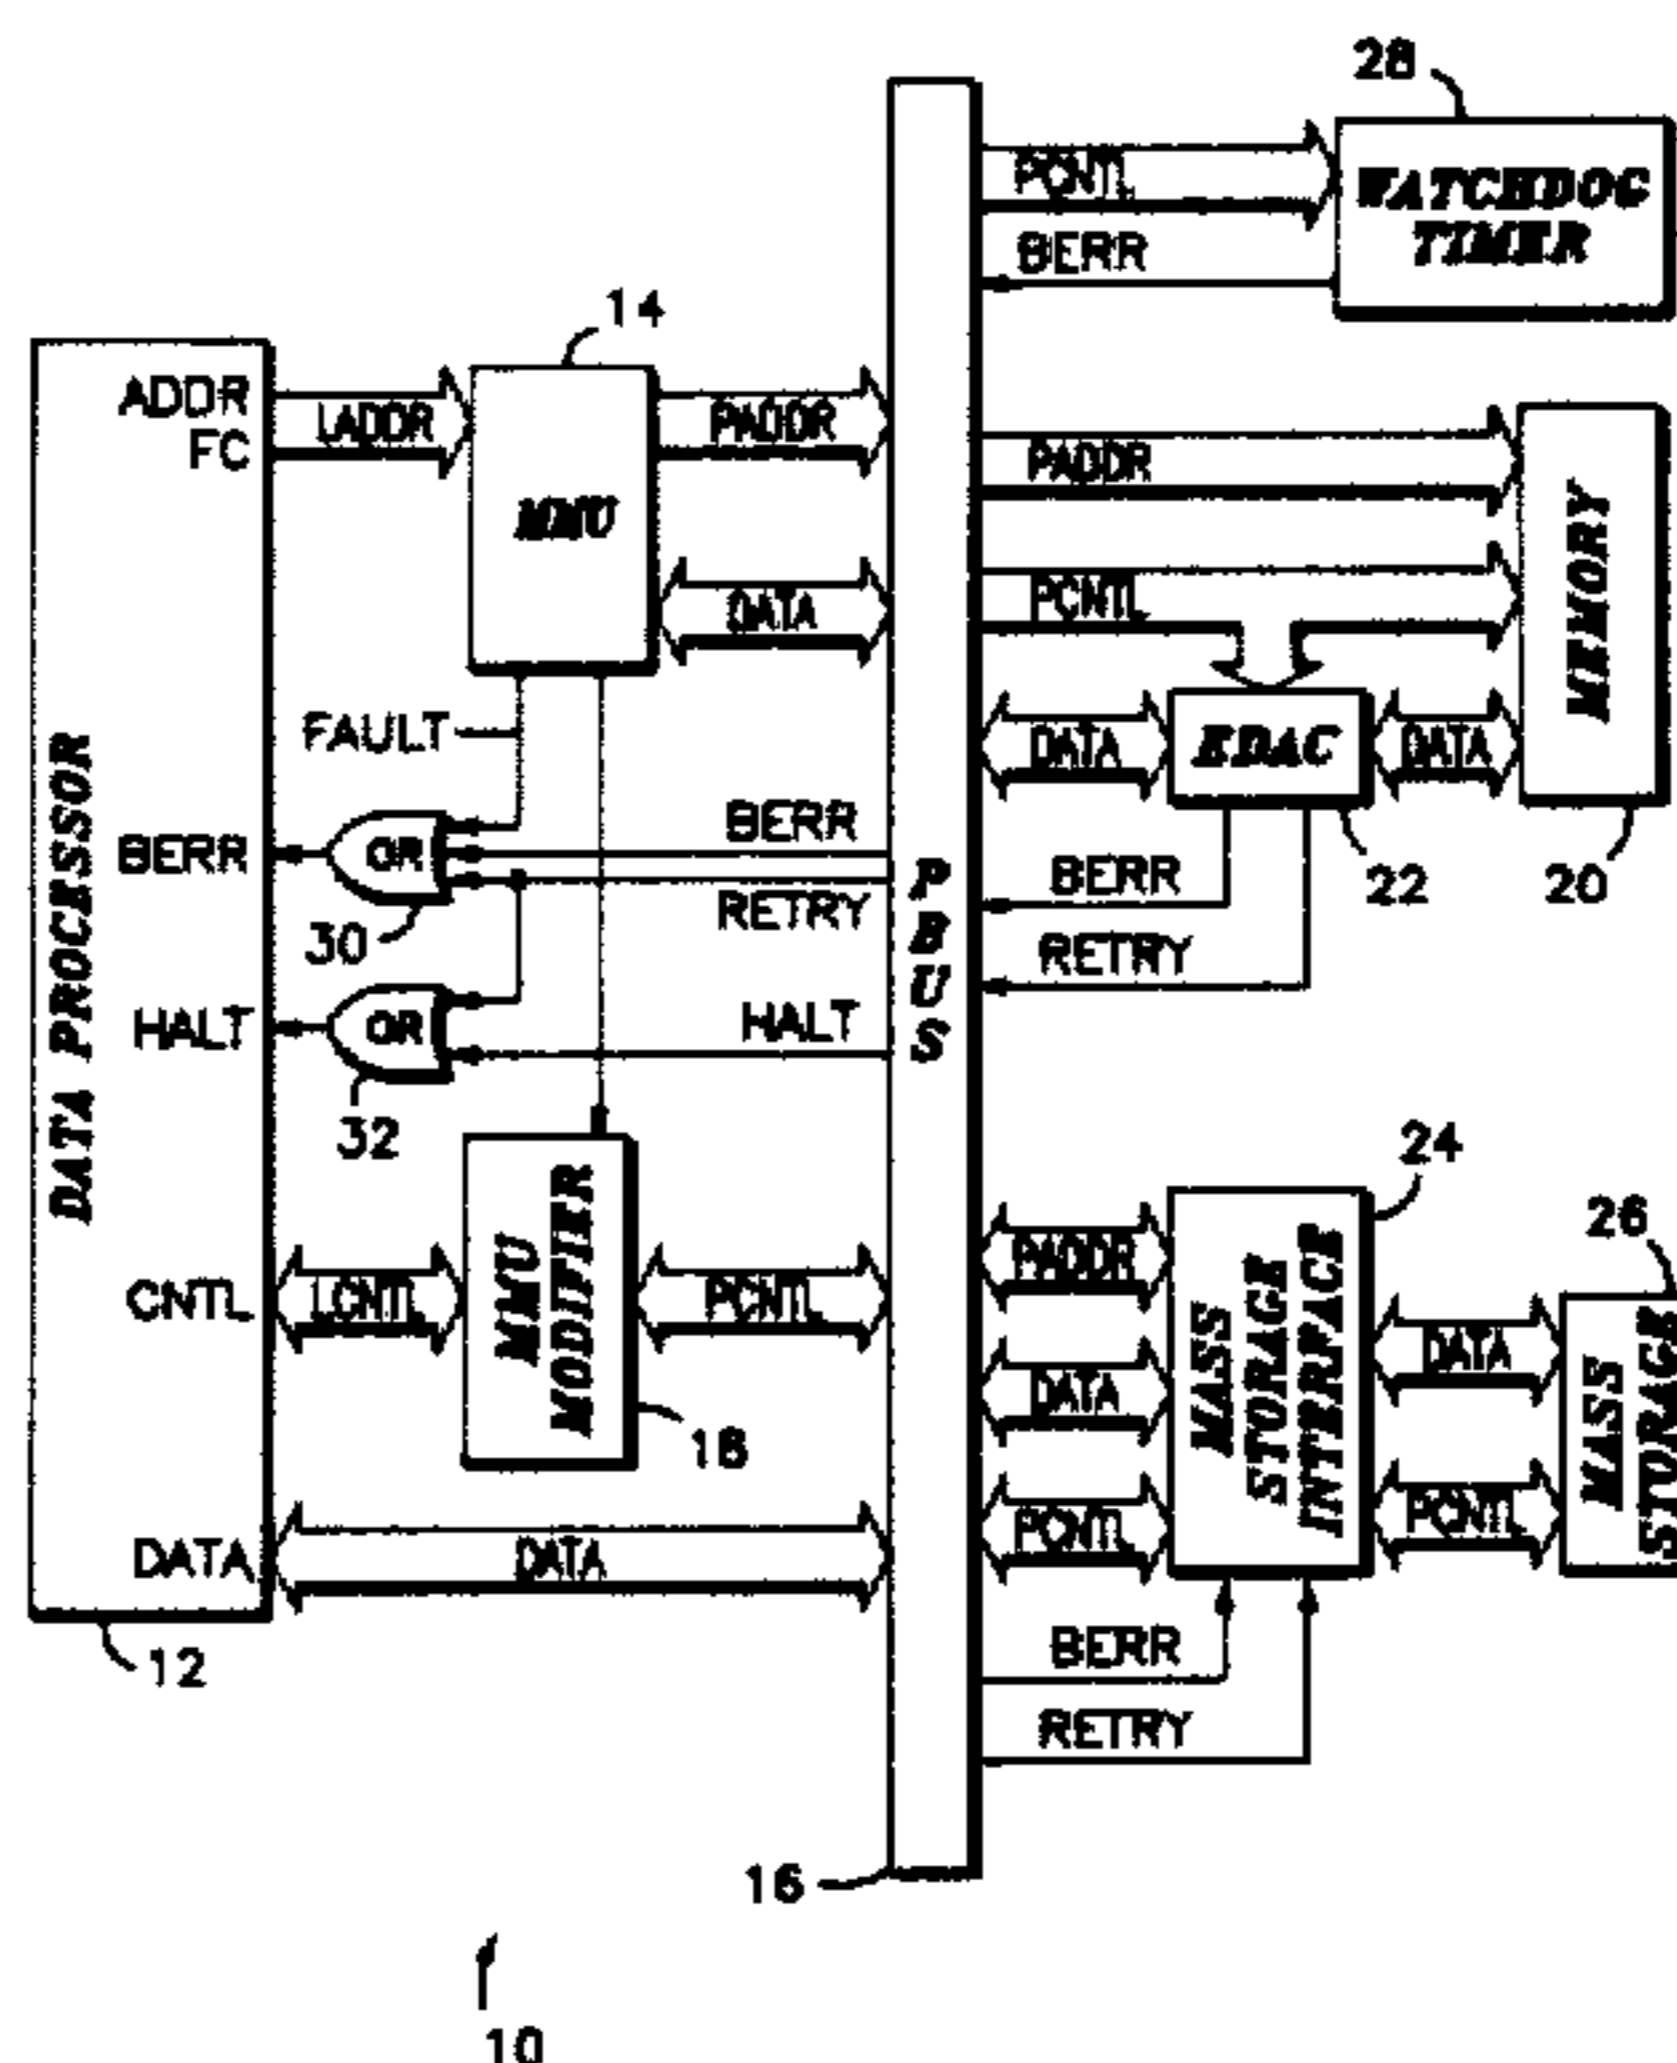 28
PCNTL
WATCHDOG
TIMER
BERR
14
ADDR
FC
LADDR
PADDR
MMU
DATA
PADDR
PCNTL
MEMORY
FAULT
DATA
EDAC
DATA
BERR
OR
BERR
RETRY
30
BERR
22
20
RETRY
HALT
OR
HALT
32
PBUS
DATA PROCESSOR
24
26
CNTL
LCNTL
MMU
MODIFIER
PCNTL
18
PADDR
DATA
PCNTL
MASS
STORAGE
INTERFACE
DATA
PCNTL
MASS
STORAGE
DATA
DATA
12
BERR
RETRY
16
10